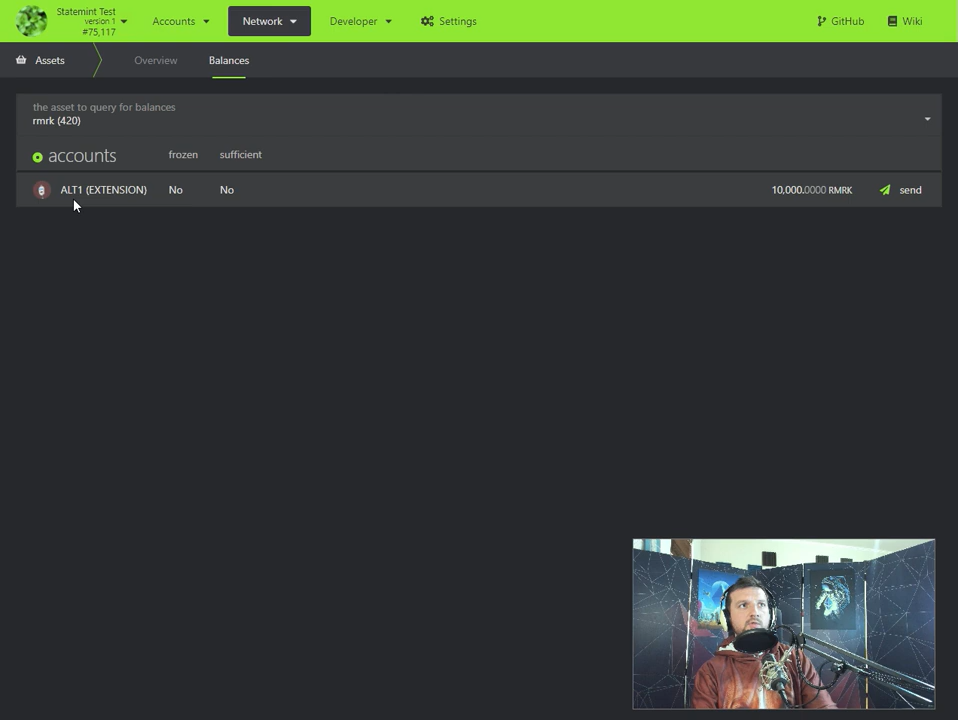 Statemint Test
version 1
#75,117
Accounts
Network
Developer
Settings
GitHub
Wiki
Assets
Overview
Balances
the asset to query for balances
rmrk (420)
accounts frozen sufficient
ALT1 (EXTENSION) No No 10,000.0000 RMRK send